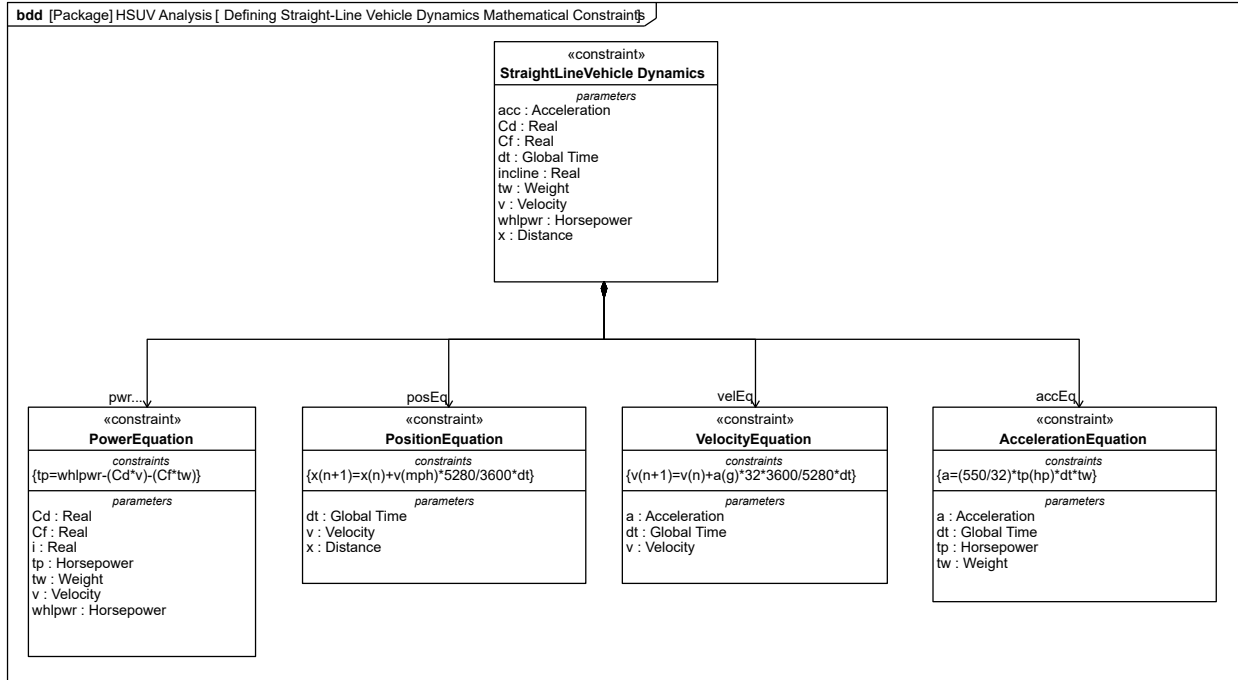 bdd [Package] HSUV Analysis [ Defining Straight-Line Vehicle Dynamics Mathematical Constraints]
«constraint»
StraightLineVehicle Dynamics
parameters
acc : Acceleration
Cd : Real
Cf : Real
dt : Global Time
incline : Real
tw : Weight
v : Velocity
whlpwr : Horsepower
x : Distance
pwr...
posEq
velEq
accEq
«constraint»
PowerEquation
constraints
{tp=whlpwr-(Cd*v)-(Cf*tw)}
parameters
Cd : Real
Cf : Real
i : Real
tp : Horsepower
tw : Weight
v : Velocity
whlpwr : Horsepower
«constraint»
PositionEquation
constraints
{x(n+1)=x(n)+v(mph)*5280/3600*dt}
parameters
dt : Global Time
v : Velocity
x : Distance
«constraint»
VelocityEquation
constraints
{v(n+1)=v(n)+a(g)*32*3600/5280*dt}
parameters
a : Acceleration
dt : Global Time
v : Velocity
«constraint»
AccelerationEquation
constraints
{a=(550/32)*tp(hp)*dt*tw}
parameters
a : Acceleration
dt : Global Time
tp : Horsepower
tw : Weight